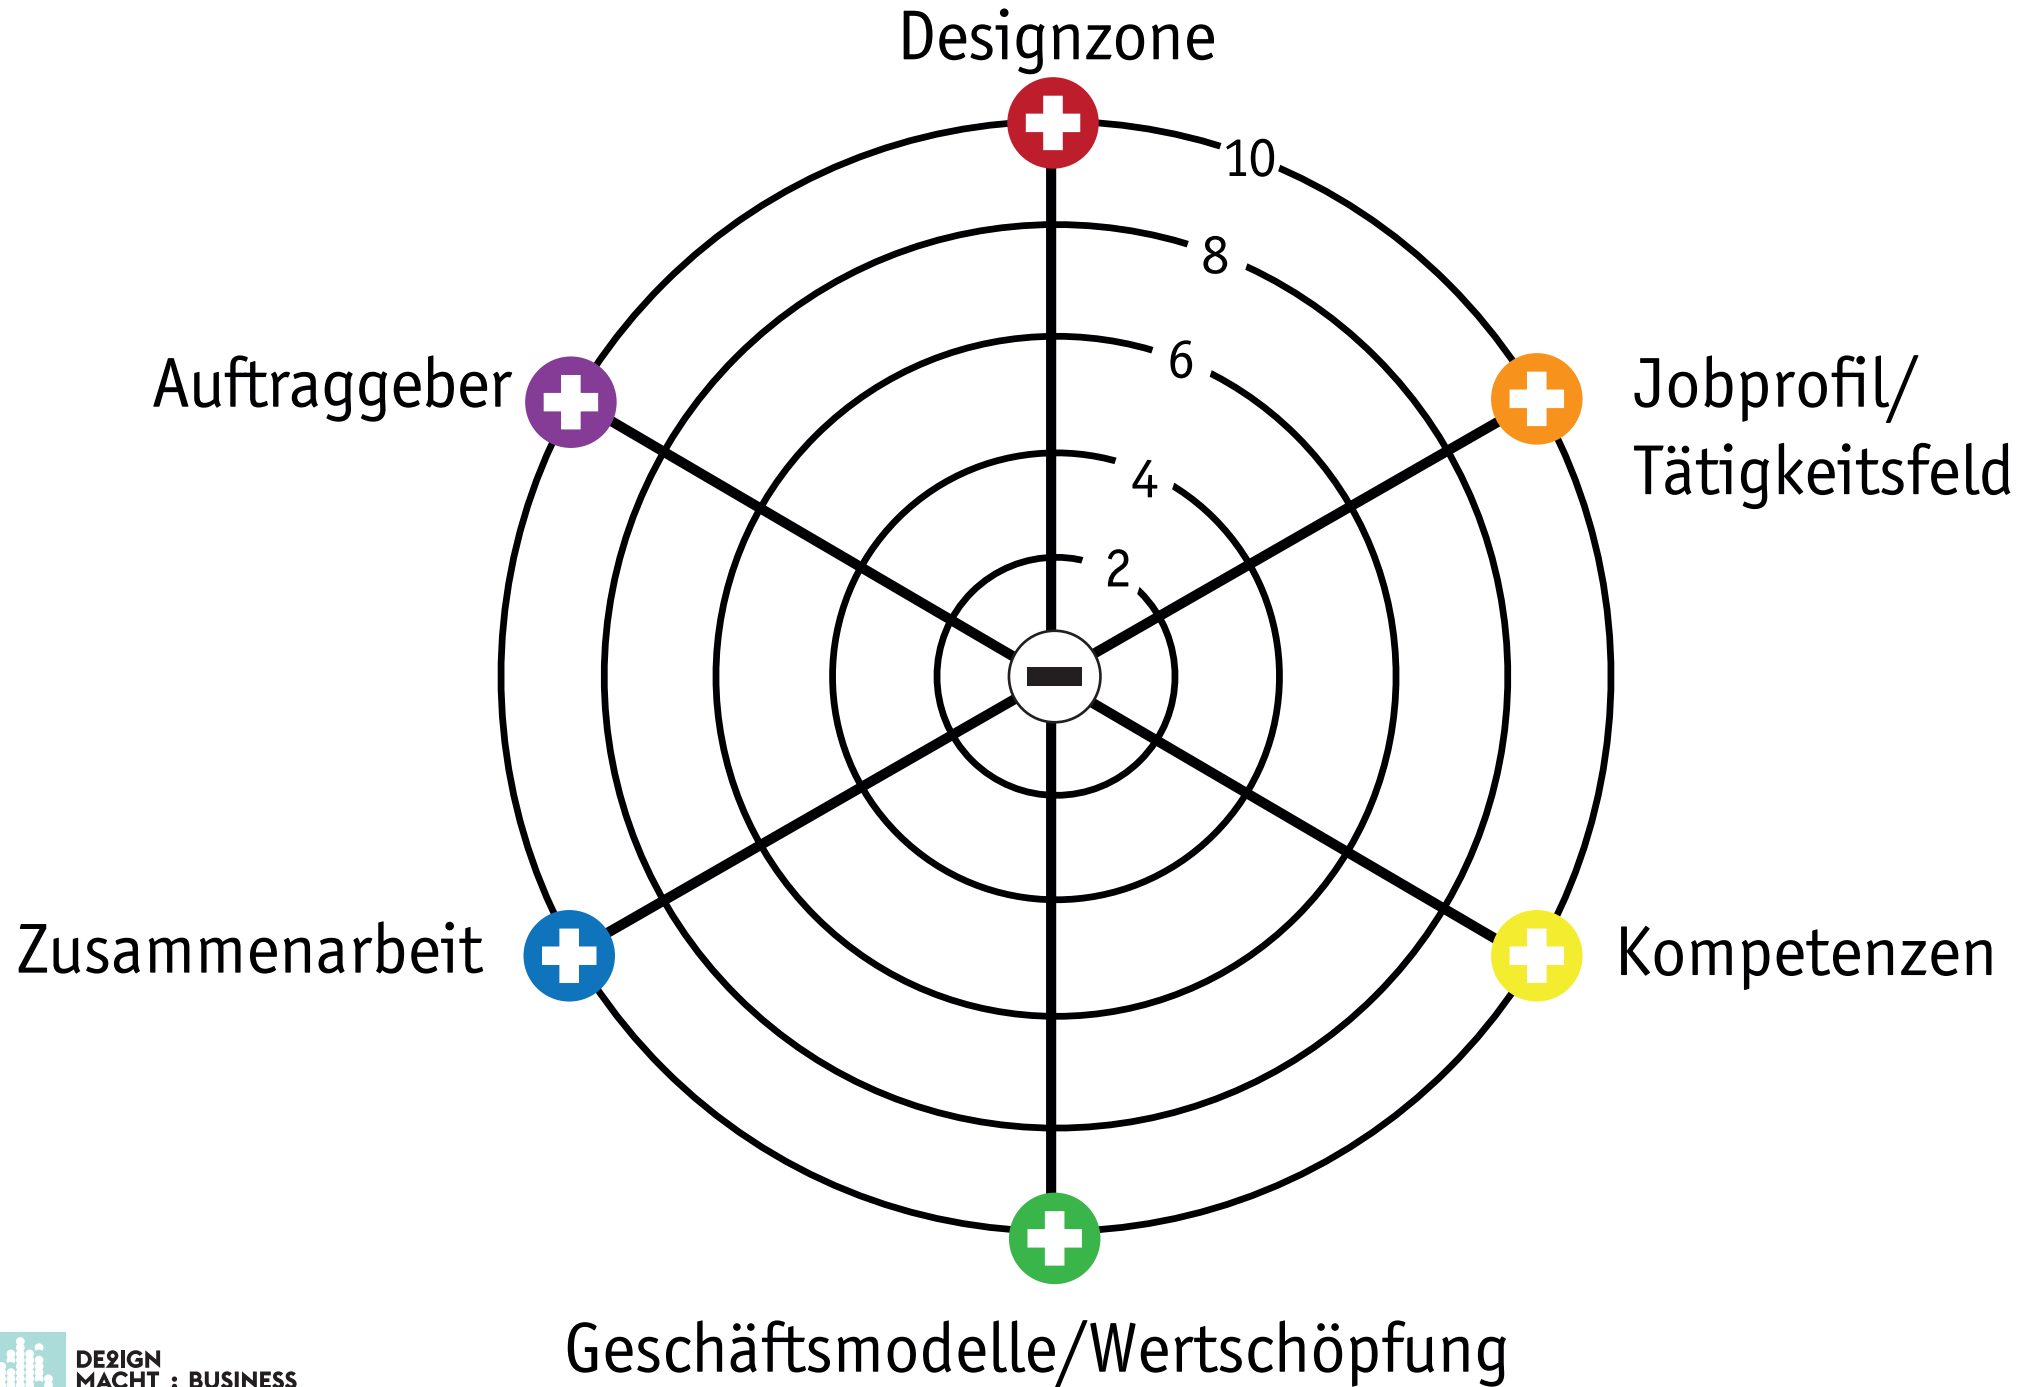 Designzone
10
8
6
4
2
Auftraggeber
Jobprofil/
Tätigkeitsfeld
Zusammenarbeit
Kompetenzen
Geschäftsmodelle/Wertschöpfung
DESIGN
MACHT : BUSINESS